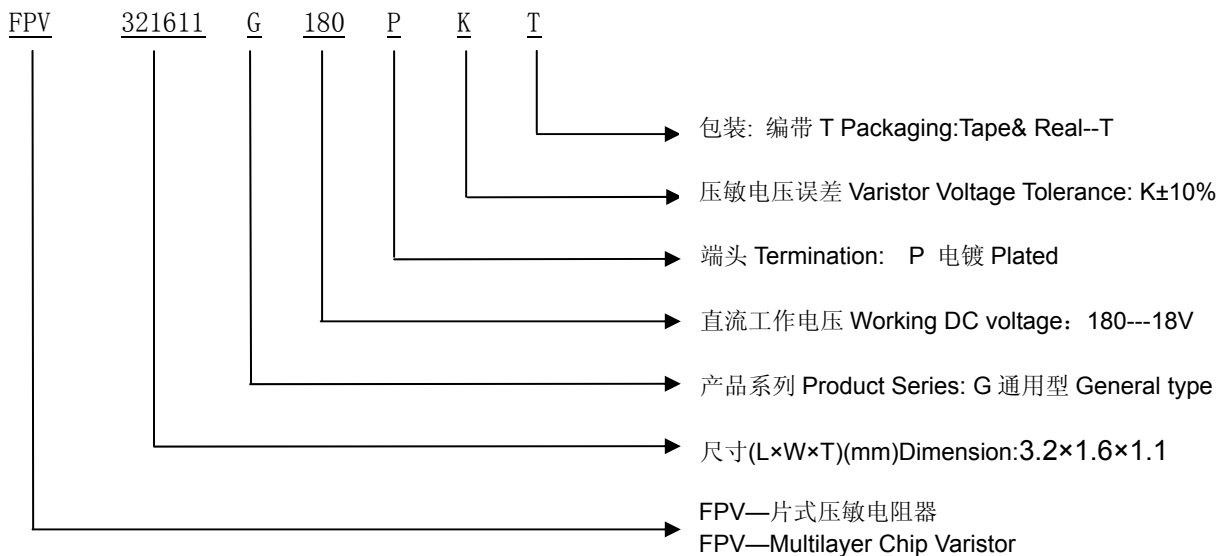 FPV 321611 G 180 P K T
包装: 编带 T Packaging:Tape& Real--T
压敏电压误差 Varistor Voltage Tolerance: K±10%
端头 Termination: P 电镀 Plated
直流工作电压 Working DC voltage：180---18V
产品系列 Product Series: G 通用型 General type
尺寸(L×W×T)(mm)Dimension:3.2×1.6×1.1
FPV—片式压敏电阻器
FPV—Multilayer Chip Varistor